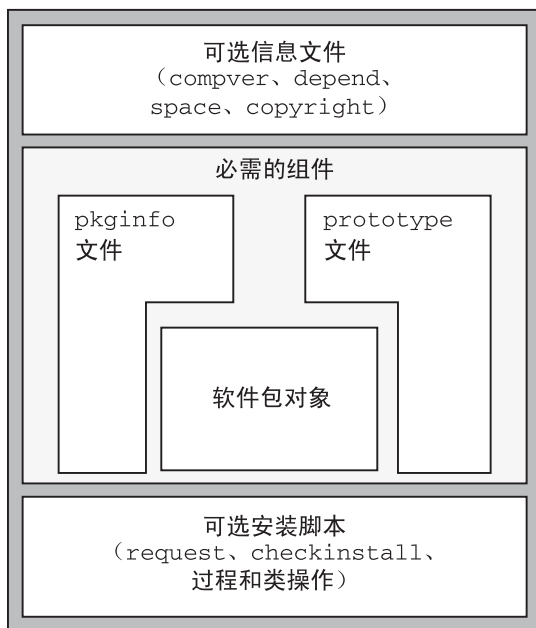 可选信息文件
（compver、depend、
space、copyright）
必需的组件
pkginfo
文件
prototype
文件
软件包对象
可选安装脚本
（request、checkinstall、
过程和类操作）